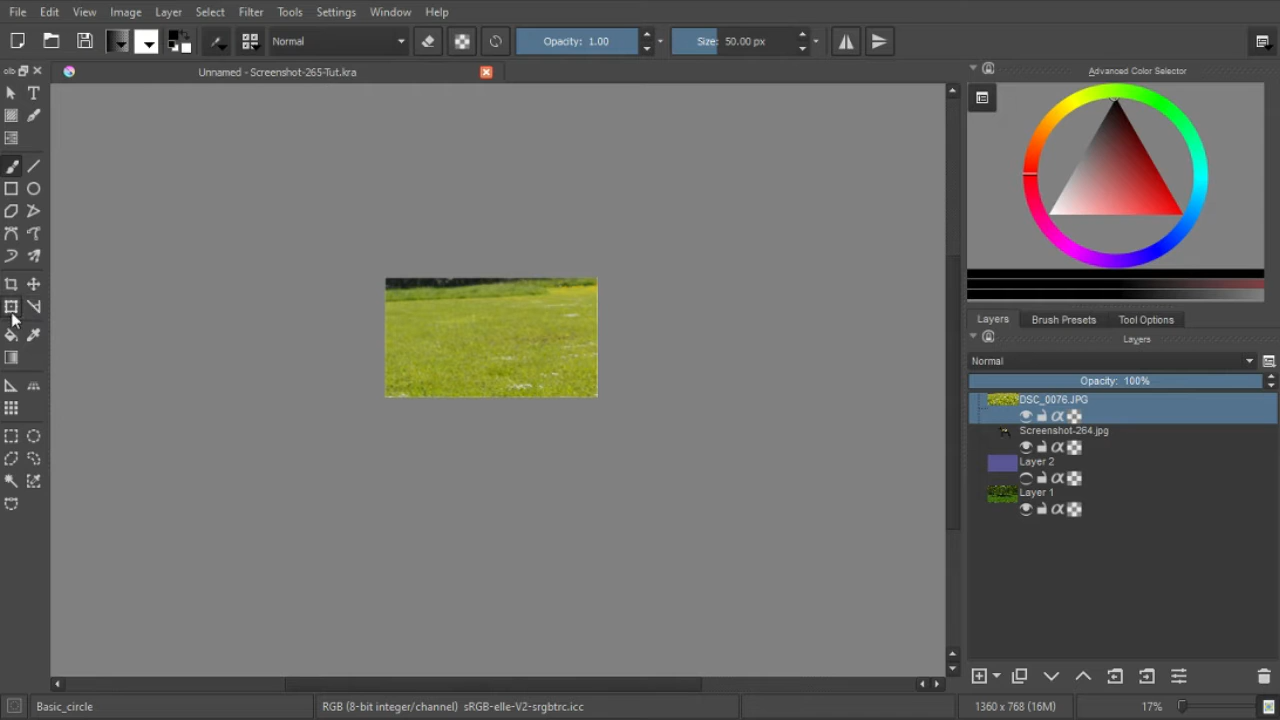 File Edit View Image Layer Select Filter Tools Settings Window Help
Normal Opacity: 1.00 Size: 50.00 px
Unnamed - Screenshot-265-Tut.kra
Advanced Color Selector
Layers Brush Presets Tool Options
Layers
Normal
Opacity: 100%
DSC_0076.JPG
Screenshot-264.jpg
Layer 2
Layer 1
Basic_circle RGB (8-bit integer/channel) sRGB-elle-V2-srgbtrc.icc 1360 x 768 (16M) 17%